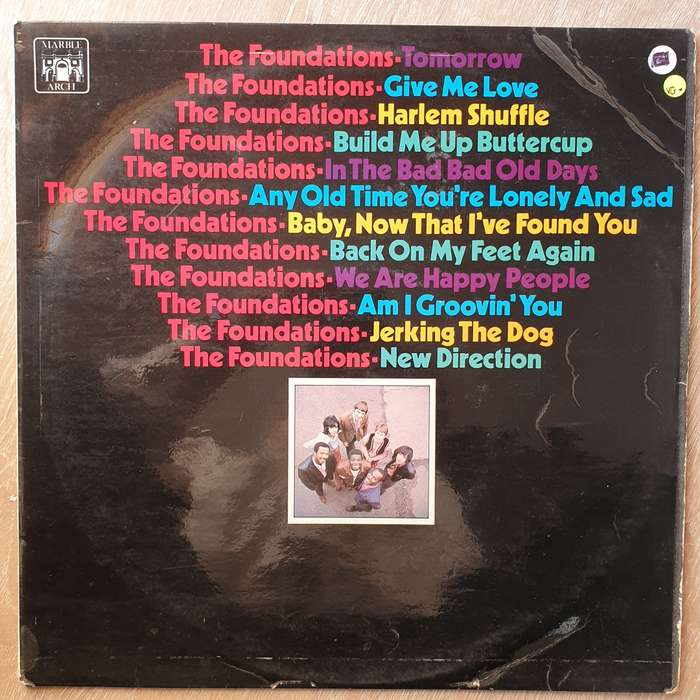 MARBLE
ARCH
The Foundations-Tomorrow
The Foundations-Give Me Love
The Foundations-Harlem Shuffle
The Foundations-Build Me Up Buttercup
The Foundations-In The Bad Bad Old Days
The Foundations-Any Old Time You're Lonely And Sad
The Foundations-Baby, Now That I've Found You
The Foundations-Back On My Feet Again
The Foundations-We Are Happy People
The Foundations-Am I Groovin' You
The Foundations-Jerking The Dog
The Foundations-New Direction
VG+